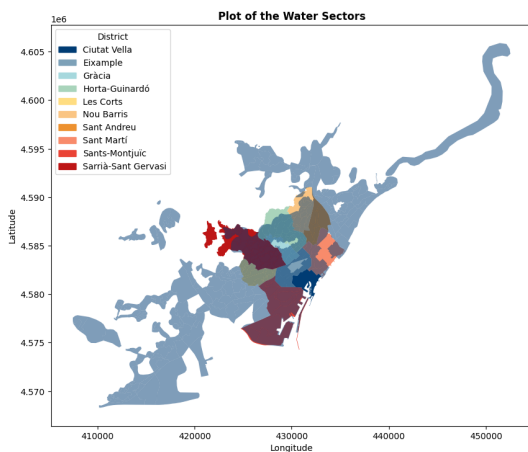 Plot of the Water Sectors
1e6
4.605
4.600
4.595
4.590
4.585
4.580
4.575
4.570
Latitude
District
Ciutat Vella
Eixample
Gràcia
Horta-Guinardó
Les Corts
Nou Barris
Sant Andreu
Sant Martí
Sants-Montjuïc
Sarrià-Sant Gervasi
410000 420000 430000 440000 450000
Longitude